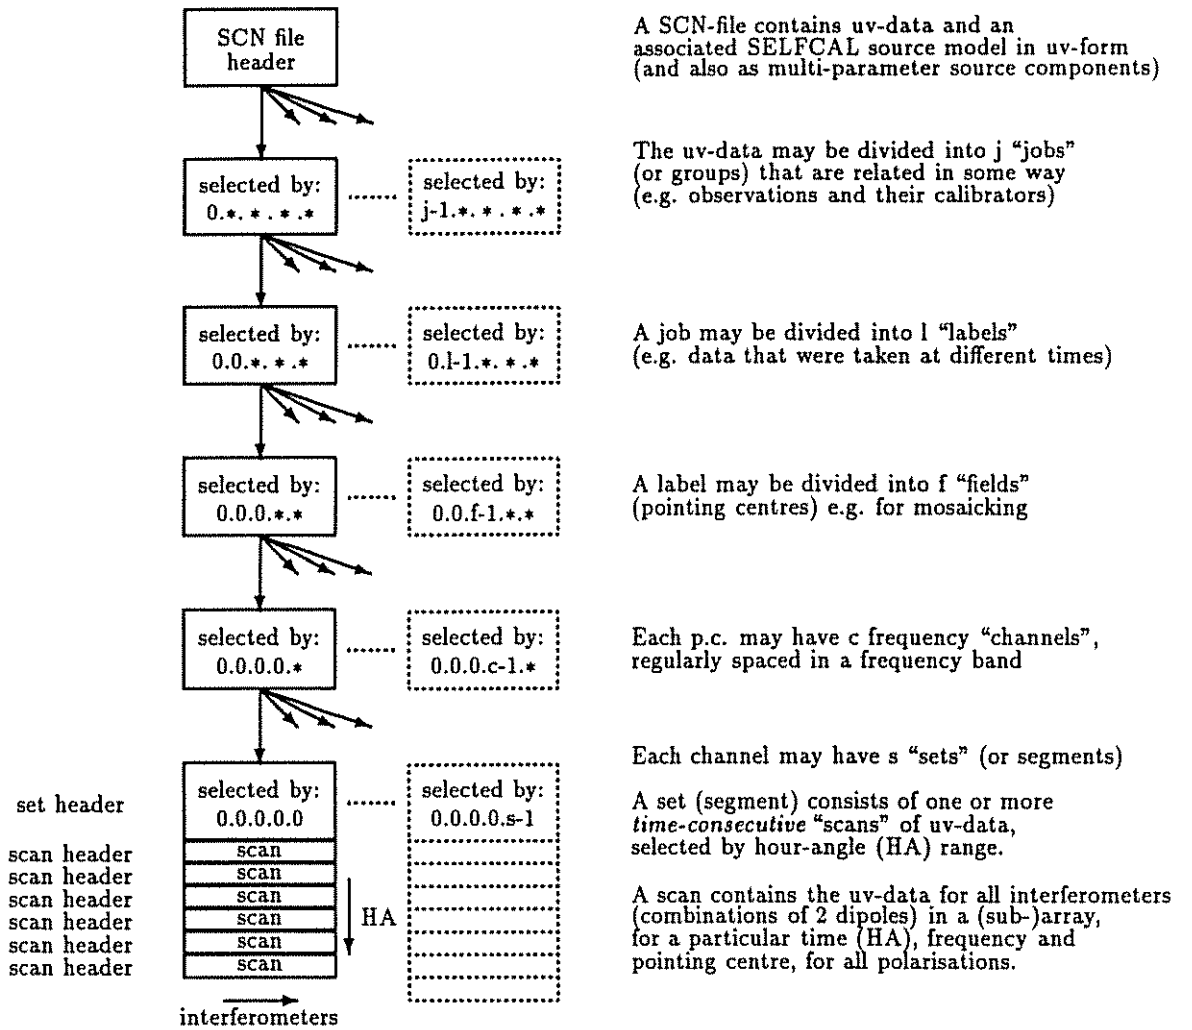 SCN file
header
A SCN-file contains uv-data and an
associated SELFCAL source model in uv-form
(and also as multi-parameter source components)
selected by:
0.*.*.*.*
selected by:
j-1.*.*.*.*
The uv-data may be divided into j “jobs”
(or groups) that are related in some way
(e.g. observations and their calibrators)
selected by:
0.0.*.*.*
selected by:
0.l-1.*.*.*
A job may be divided into l “labels”
(e.g. data that were taken at different times)
selected by:
0.0.0.*.*
selected by:
0.0.f-1.*.*
A label may be divided into f “fields”
(pointing centres) e.g. for mosaicking
selected by:
0.0.0.0.*
selected by:
0.0.0.c-1.*
Each p.c. may have c frequency “channels”,
regularly spaced in a frequency band
Each channel may have s “sets” (or segments)
set header
selected by:
0.0.0.0.0
selected by:
0.0.0.0.s-1
A set (segment) consists of one or more
time-consecutive “scans” of uv-data,
selected by hour-angle (HA) range.
scan header
scan
scan header
scan
scan header
scan
scan header
scan
scan header
scan
scan header
scan
HA
A scan contains the uv-data for all interferometers
(combinations of 2 dipoles) in a (sub-)array,
for a particular time (HA), frequency and
pointing centre, for all polarisations.
interferometers